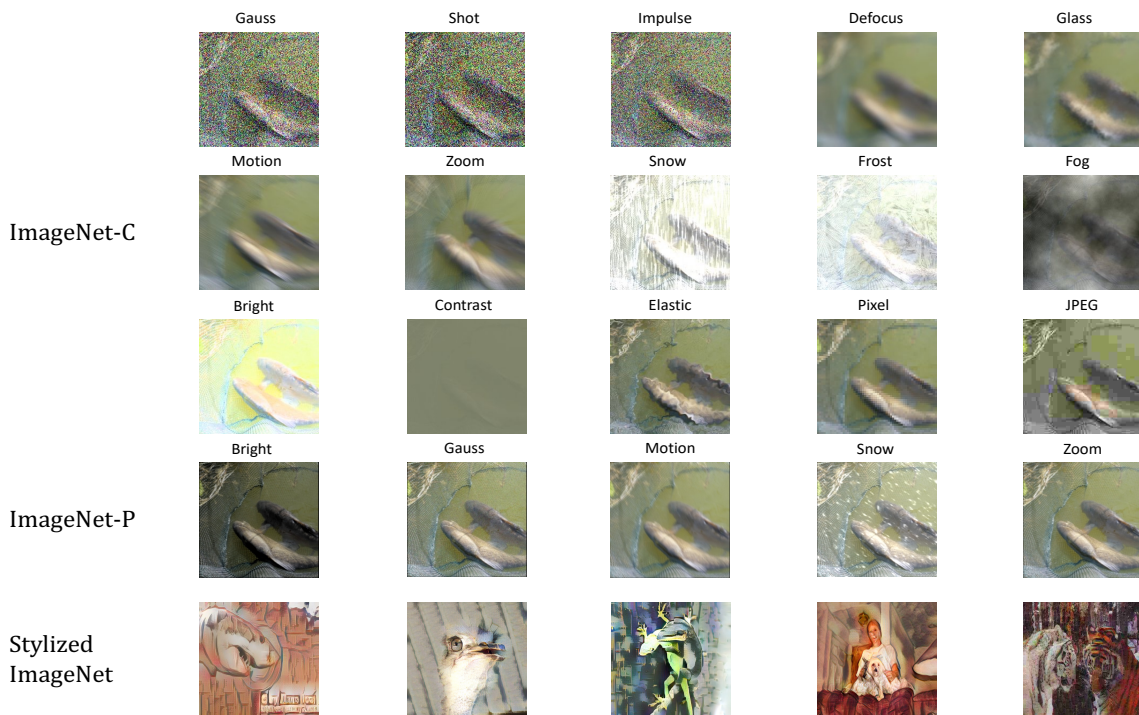 Gauss Shot Impulse Defocus Glass
Motion Zoom Snow Frost Fog
ImageNet-C
Bright Contrast Elastic Pixel JPEG
Bright Gauss Motion Snow Zoom
ImageNet-P
Stylized
ImageNet